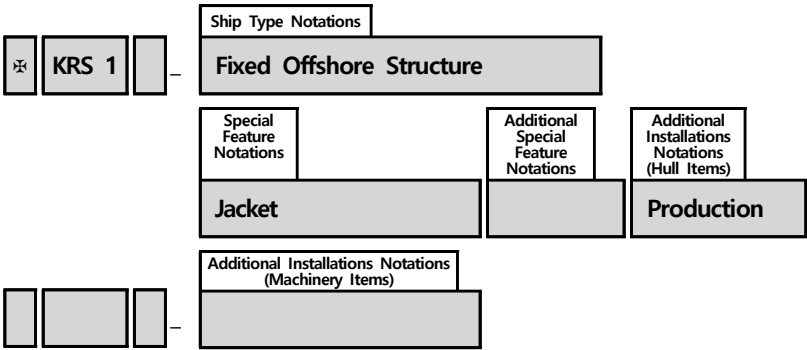 Ship Type Notations
✠ KRS 1 – Fixed Offshore Structure
Special
Feature
Notations
Additional
Special
Feature
Notations
Additional
Installations
Notations
(Hull Items)
Jacket
Production
Additional Installations Notations
(Machinery Items)
–